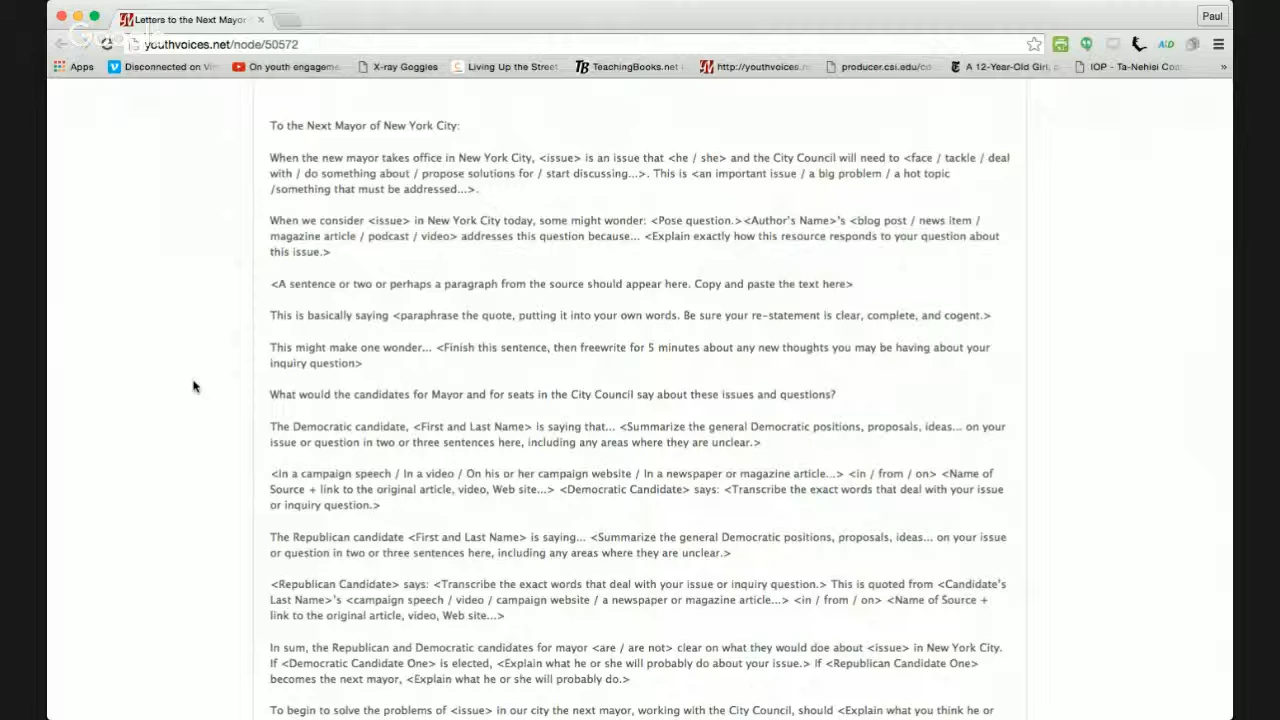 Letters to the Next Mayor
Paul
Google
youthvoices.net/node/50572
Apps
Disconnected on Vi
On youth engageme
X-ray Goggles
Living Up the Street
TeachingBooks.net
http://youthvoices.n
producer.csi.edu/cd
A 12-Year-Old Girl,
IOP - Ta-Nehisi Coa
»
To the Next Mayor of New York City:
When the new mayor takes office in New York City, <issue> is an issue that <he / she> and the City Council will need to <face / tackle / deal
with / do something about / propose solutions for / start discussing...>. This is <an important issue / a big problem / a hot topic
/something that must be addressed...>.
When we consider <issue> in New York City today, some might wonder: <Pose question.><Author's Name>'s <blog post / news item /
magazine article / podcast / video> addresses this question because... <Explain exactly how this resource responds to your question about
this issue.>
<A sentence or two or perhaps a paragraph from the source should appear here. Copy and paste the text here>
This is basically saying <paraphrase the quote, putting it into your own words. Be sure your re-statement is clear, complete, and cogent.>
This might make one wonder... <Finish this sentence, then freewrite for 5 minutes about any new thoughts you may be having about your
inquiry question>
What would the candidates for Mayor and for seats in the City Council say about these issues and questions?
The Democratic candidate, <First and Last Name> is saying that... <Summarize the general Democratic positions, proposals, ideas... on your
issue or question in two or three sentences here, including any areas where they are unclear.>
<In a campaign speech / In a video / On his or her campaign website / In a newspaper or magazine article...> <in / from / on> <Name of
Source + link to the original article, video, Web site...> <Democratic Candidate> says: <Transcribe the exact words that deal with your issue
or inquiry question.>
The Republican candidate <First and Last Name> is saying... <Summarize the general Democratic positions, proposals, ideas... on your issue
or question in two or three sentences here, including any areas where they are unclear.>
<Republican Candidate> says: <Transcribe the exact words that deal with your issue or inquiry question.> This is quoted from <Candidate's
Last Name>'s <campaign speech / video / campaign website / a newspaper or magazine article...> <in / from / on> <Name of Source +
link to the original article, video, Web site...>
In sum, the Republican and Democratic candidates for mayor <are / are not> clear on what they would doe about <issue> in New York City.
If <Democratic Candidate One> is elected, <Explain what he or she will probably do about your issue.> If <Republican Candidate One>
becomes the next mayor, <Explain what he or she will probably do.>
To begin to solve the problems of <issue> in our city the next mayor, working with the City Council, should <Explain what you think he or